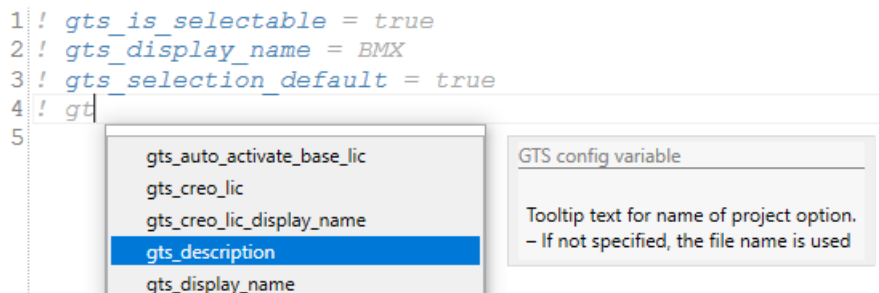 1 ! gts_is_selectable = true
2 ! gts_display_name = BMX
3 ! gts_selection_default = true
4 ! gt
5
gts_auto_activate_base_lic
gts_creo_lic
gts_creo_lic_display_name
gts_description
gts_display_name
GTS config variable
Tooltip text for name of project option.
– If not specified, the file name is used